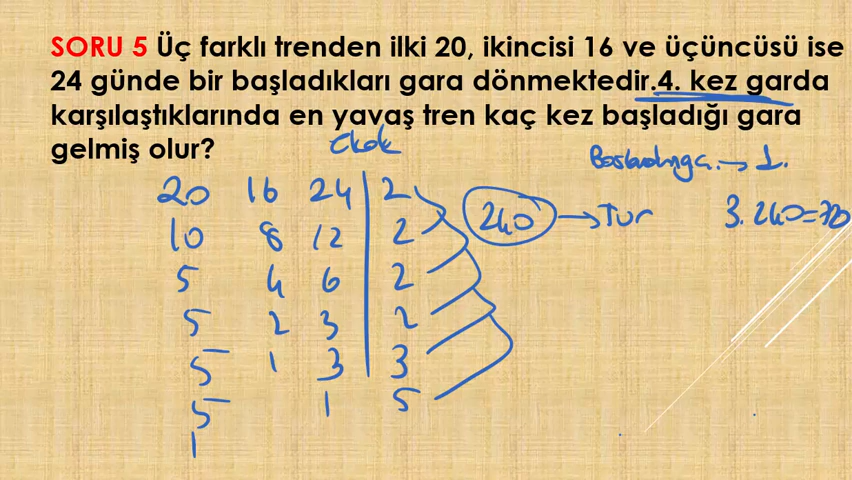 SORU 5 Üç farklı trenden ilki 20, ikincisi 16 ve üçüncüsü ise
24 günde bir başladıkları gara dönmektedir.4. kez garda
karşılaştıklarında en yavaş tren kaç kez başladığı gara
gelmiş olur?
Ekok
Başlangıç → 1.
20 16 24 2
240 → Tur 3.240=720
10 8 12 2
5 4 6 2
5 2 3 2
5 1 3 3
5 1 5
1